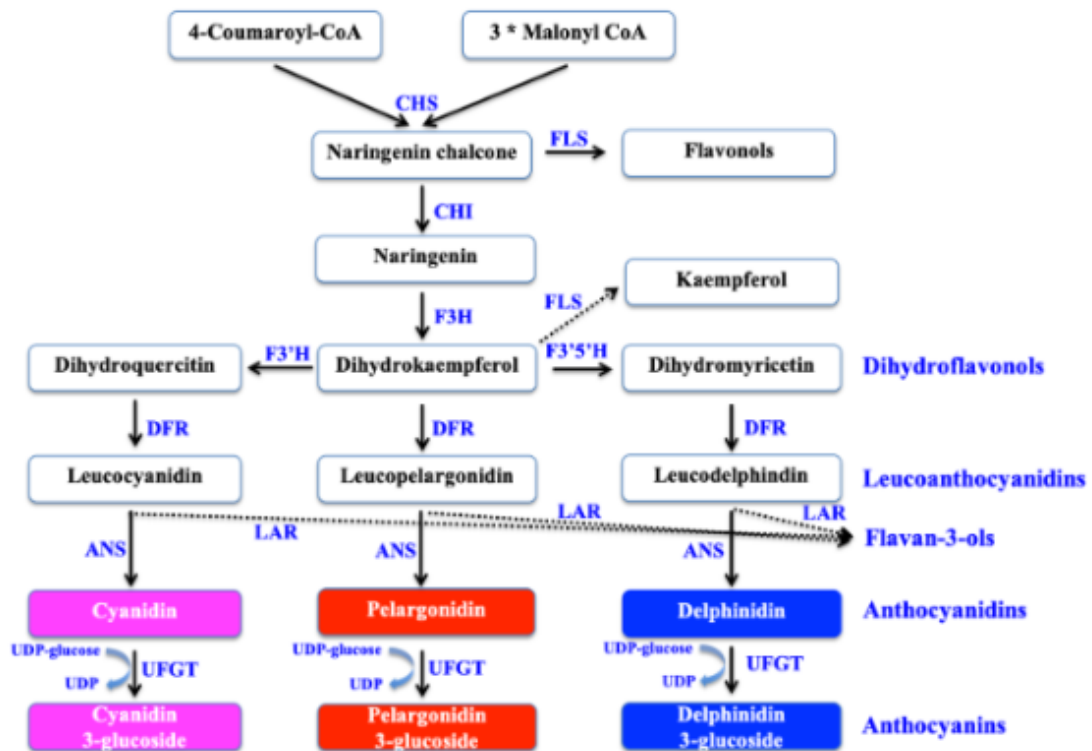 4-Coumaroyl-CoA
3 * Malonyl CoA
CHS
Naringenin chalcone
FLS
Flavonols
CHI
Naringenin
Kaempferol
FLS
F3H
F3'H
F3'5'H
Dihydroquercitin
Dihydrokaempferol
Dihydromyricetin
Dihydroflavonols
DFR
DFR
DFR
Leucocyanidin
Leucopelargonidin
Leucodelphindin
Leucoanthocyanidins
LAR
LAR
LAR
Flavan-3-ols
ANS
ANS
ANS
Cyanidin
Pelargonidin
Delphinidin
Anthocyanidins
UDP-glucose
UDP
UFGT
UDP-glucose
UDP
UFGT
UDP-glucose
UDP
UFGT
Cyanidin
3-glucoside
Pelargonidin
3-glucoside
Delphinidin
3-glucoside
Anthocyanins